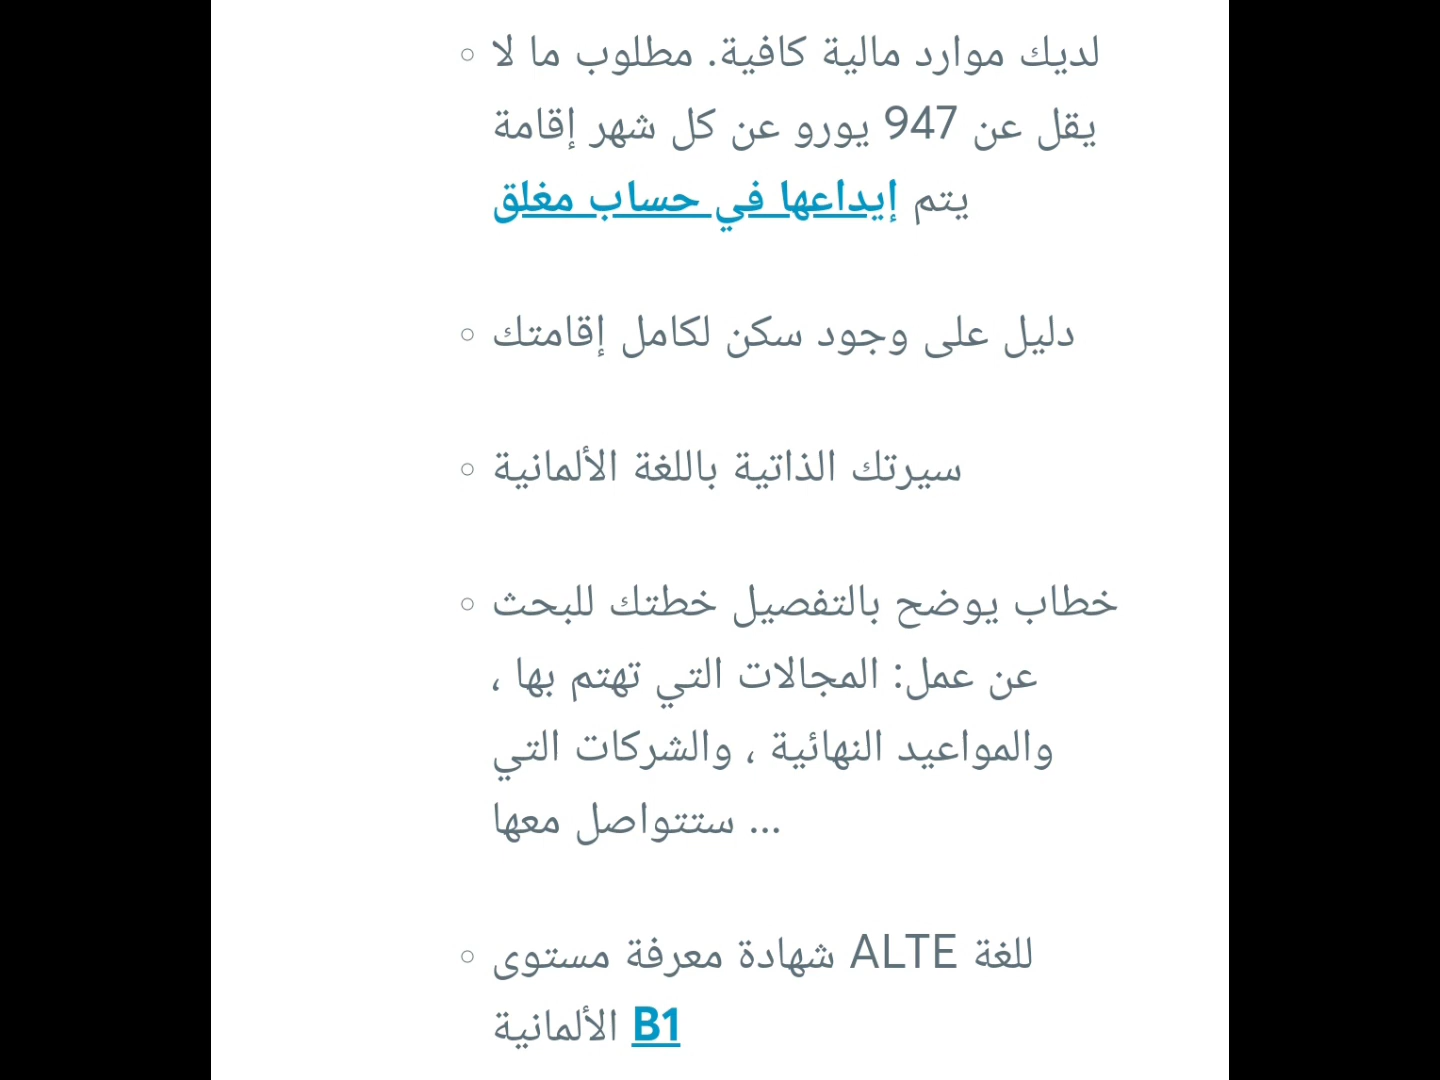 لديك موارد مالية كافية. مطلوب ما لا
يقل عن 947 يورو عن كل شهر إقامة
يتم إيداعها في حساب مغلق
دليل على وجود سكن لكامل إقامتك
سيرتك الذاتية باللغة الألمانية
خطاب يوضح بالتفصيل خطتك للبحث
عن عمل: المجالات التي تهتم بها ،
والمواعيد النهائية ، والشركات التي
ستتواصل معها ...
شهادة معرفة مستوى ALTE للغة
الألمانية B1